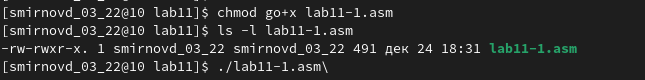 [smirnovd_03_22@10 lab11]$ chmod go+x lab11-1.asm
[smirnovd_03_22@10 lab11]$ ls -l lab11-1.asm
-rw-rwxr-x. 1 smirnovd_03_22 smirnovd_03_22 491 дек 24 18:31 lab11-1.asm
[smirnovd_03_22@10 lab11]$ ./lab11-1.asm\